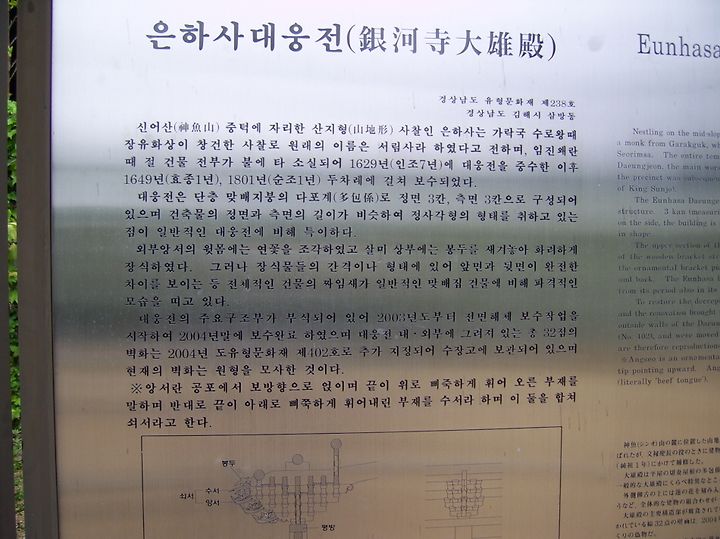 은하사대웅전(銀河寺大雄殿)
경상남도 유형문화재 제238호
경상남도 김해시 삼방동
신어산(神魚山) 중턱에 자리한 산지형(山地形) 사찰인 은하사는 가락국 수로왕때
장유화상이 창건한 사찰로 원래의 이름은 서림사라 하였다고 전하며, 임진왜란
때 절 건물 전부가 불에 타 소실되어 1629년(인조7년)에 대웅전을 중수한 이후
1649년(효종1년), 1801년(순조1년) 두차례에 걸쳐 보수되었다.
대웅전은 단층 맞배지붕의 다포계(多包係)로 정면 3칸, 측면 3칸으로 구성되어
있으며 건축물의 정면과 측면의 길이가 비슷하여 정사각형의 형태를 취하고 있는
점이 일반적인 대웅전에 비해 특이하다.
외부앙서의 윗몸에는 연꽃을 조각하였고 살미 상부에는 봉두를 새겨놓아 화려하게
장식하였다. 그러나 장식물들의 간격이나 형태에 있어 앞면과 뒷면이 완전한
차이를 보이는 등 전체적인 건물의 짜임새가 일반적인 맞배집 건물에 비해 파격적인
모습을 띠고 있다.
대웅전의 주요구조부가 부식되어 있어 2003년도부터 전면해체 보수작업을
시작하여 2004년말에 보수완료 하였으며 대웅전 내·외부에 그려져 있는 총 32점의
벽화는 2004년 도유형문화재 제402호로 추가 지정되어 수장고에 보관되어 있으며
현재의 벽화는 원형을 모사한 것이다.
※앙서란 공포에서 보방향으로 얹이며 끝이 위로 뾰죽하게 휘어 오른 부재를
말하며 반대로 끝이 아래로 뾰쪽하게 휘어내린 부재를 수서라 하며 이 둘을 합쳐
쇠서라고 한다.
봉두
쇠서
수서
앙서
평방
Eunhasa
Nestling on the mid-slop
a monk from Garakguk, wh
Seorimsa. The entire tem
Daeungjeon, the main wors
the precinct was subsequen
of King Sunjo).
The Eunhasa Daeunge
structure. 3 kan (measure
on the side, the building is
in shape.
The upper section of th
of the wooden bracket str
the ornamental bracket pi
and back. The Eunhasa i
from its period also in its
To restore the decrep
and the renovation brought
outside walls of the Daeun
(No. 402), and were moved
are therefore reproductions
※Angseo is an ornamenta
tip pointing upward. Ang
(literally "beef tongue").